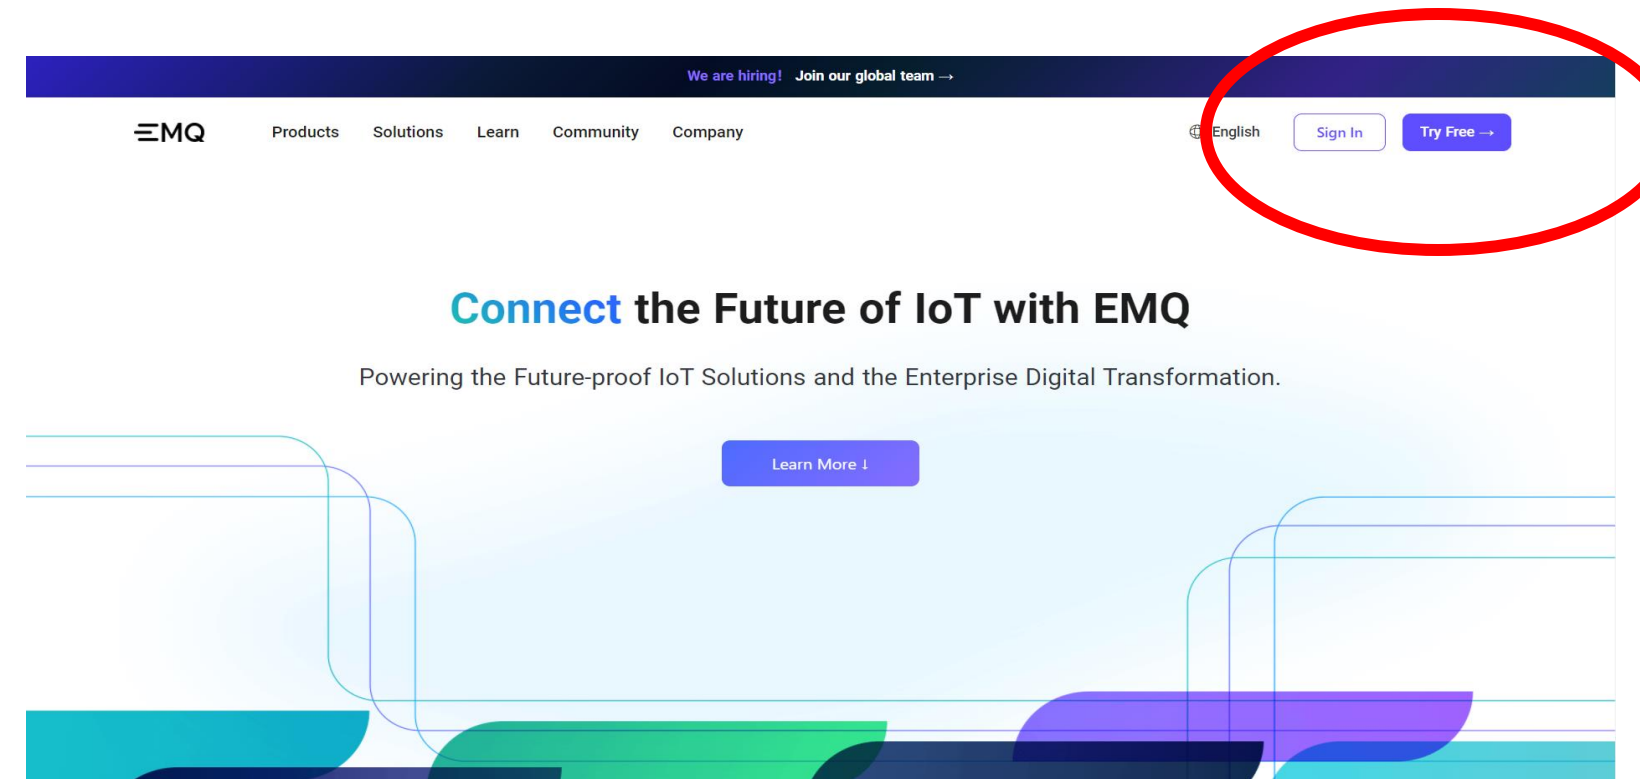 We are hiring! Join our global team →
EMQ Products Solutions Learn Community Company English Sign In Try Free →
Connect the Future of IoT with EMQ
Powering the Future-proof IoT Solutions and the Enterprise Digital Transformation.
Learn More ↓